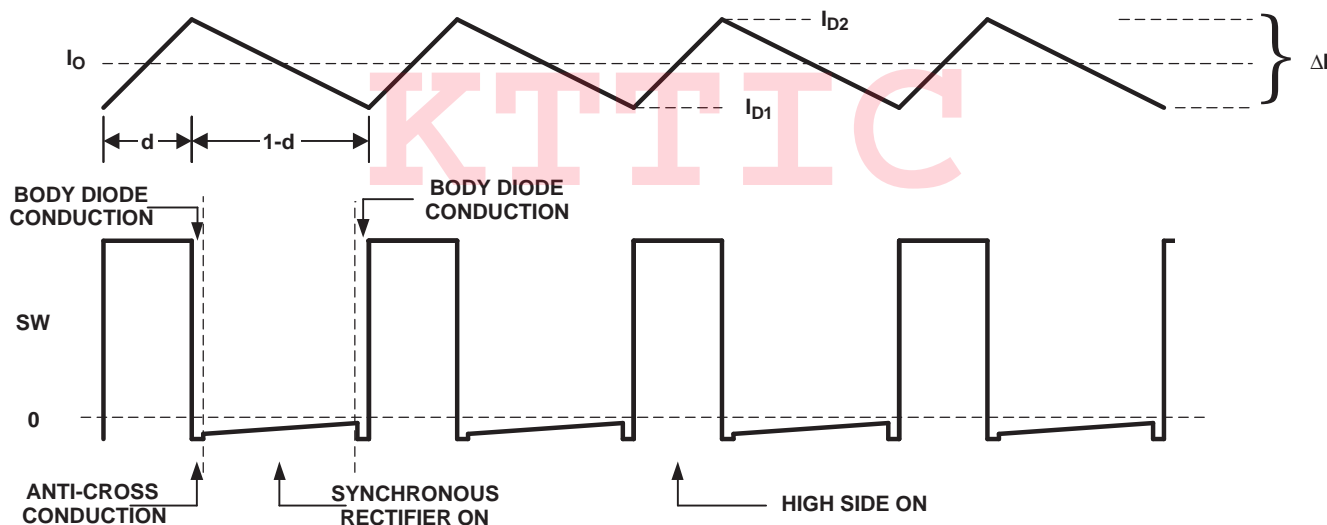 I_D2
I_O
ΔI
KTTIC
I_D1
d
1-d
BODY DIODE
CONDUCTION
BODY DIODE
CONDUCTION
SW
0
ANTI-CROSS
CONDUCTION
SYNCHRONOUS
RECTIFIER ON
HIGH SIDE ON